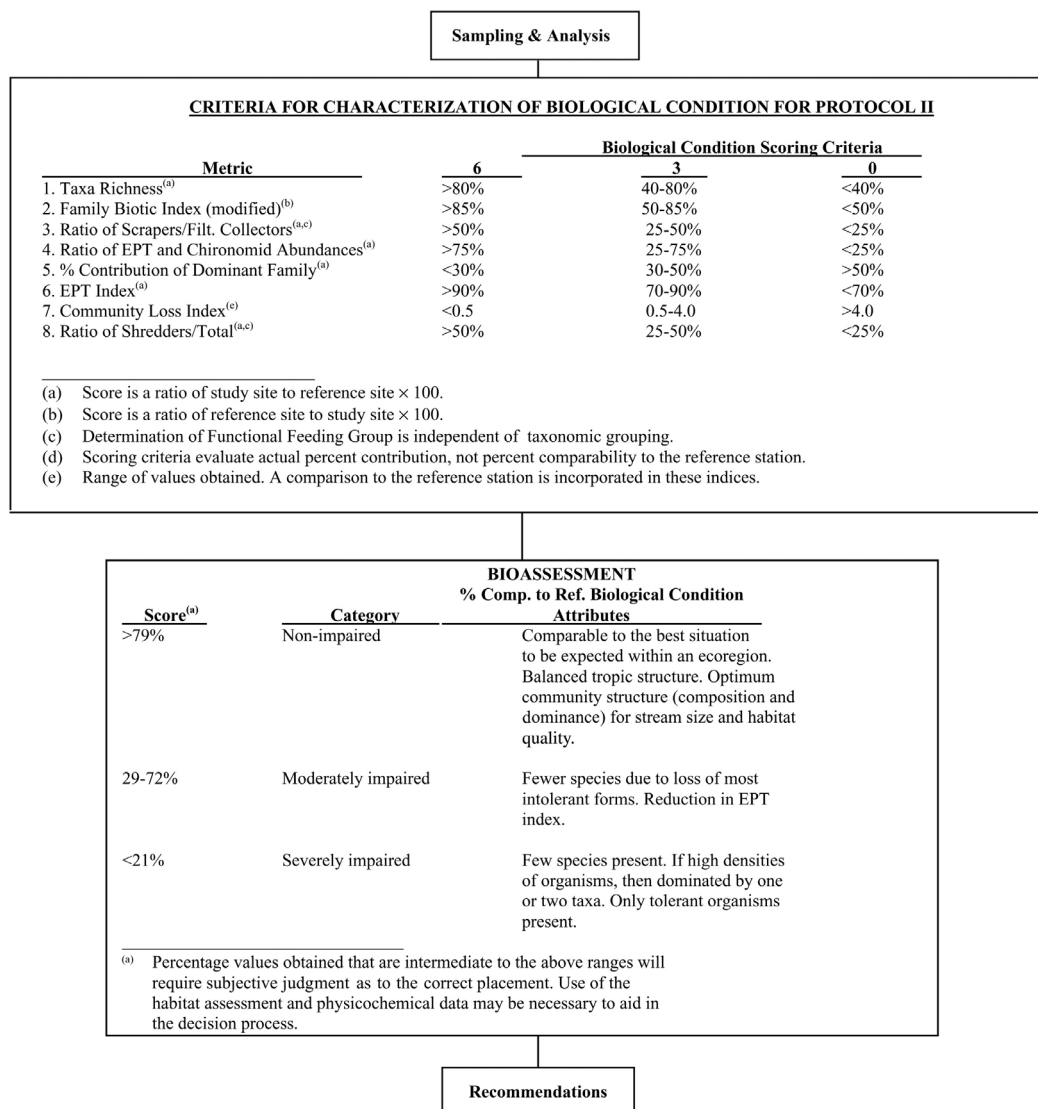 Sampling & Analysis
CRITERIA FOR CHARACTERIZATION OF BIOLOGICAL CONDITION FOR PROTOCOL II
Biological Condition Scoring Criteria
Metric 6 3 0
1. Taxa Richness(a) >80% 40-80% <40%
2. Family Biotic Index (modified)(b) >85% 50-85% <50%
3. Ratio of Scrapers/Filt. Collectors(a,c) >50% 25-50% <25%
4. Ratio of EPT and Chironomid Abundances(a) >75% 25-75% <25%
5. % Contribution of Dominant Family(a) <30% 30-50% >50%
6. EPT Index(a) >90% 70-90% <70%
7. Community Loss Index(e) <0.5 0.5-4.0 >4.0
8. Ratio of Shredders/Total(a,c) >50% 25-50% <25%
(a) Score is a ratio of study site to reference site × 100.
(b) Score is a ratio of reference site to study site × 100.
(c) Determination of Functional Feeding Group is independent of taxonomic grouping.
(d) Scoring criteria evaluate actual percent contribution, not percent comparability to the reference station.
(e) Range of values obtained. A comparison to the reference station is incorporated in these indices.
BIOASSESSMENT
% Comp. to Ref. Biological Condition
Score(a) Category Attributes
>79% Non-impaired Comparable to the best situation
to be expected within an ecoregion.
Balanced tropic structure. Optimum
community structure (composition and
dominance) for stream size and habitat
quality.
29-72% Moderately impaired Fewer species due to loss of most
intolerant forms. Reduction in EPT
index.
<21% Severely impaired Few species present. If high densities
of organisms, then dominated by one
or two taxa. Only tolerant organisms
present.
(a) Percentage values obtained that are intermediate to the above ranges will
require subjective judgment as to the correct placement. Use of the
habitat assessment and physicochemical data may be necessary to aid in
the decision process.
Recommendations